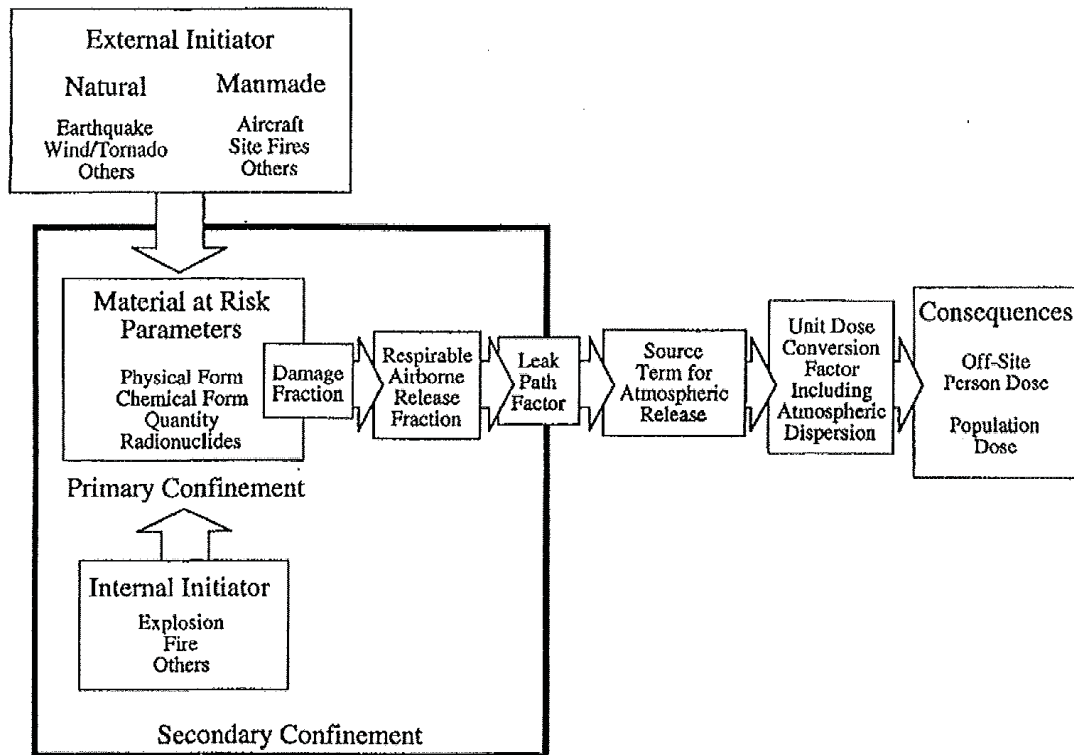 External Initiator
Natural
Manmade
Earthquake
Wind/Tornado
Others
Aircraft
Site Fires
Others
Material at Risk
Parameters
Physical Form
Chemical Form
Quantity
Radionuclides
Damage
Fraction
Respirable
Airborne
Release
Fraction
Leak
Path
Factor
Source
Term for
Atmospheric
Release
Unit Dose
Conversion
Factor
Including
Atmospheric
Dispersion
Consequences
Off-Site
Person Dose
Population
Dose
Primary Confinement
Internal Initiator
Explosion
Fire
Others
Secondary Confinement